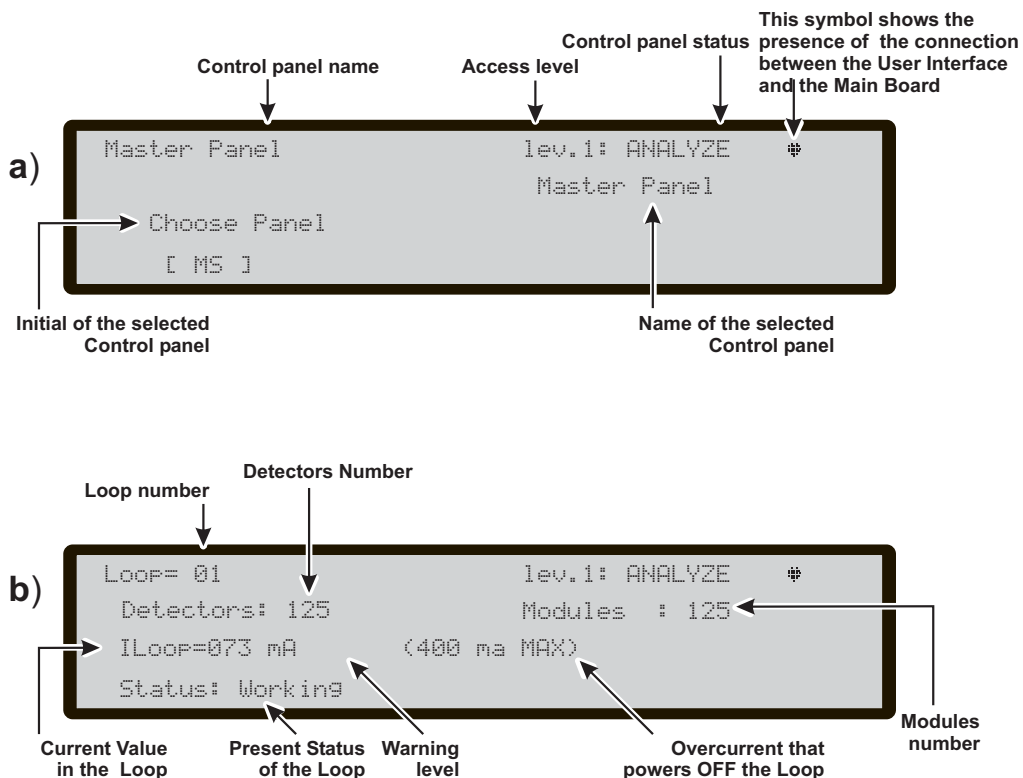 This symbol shows the
presence of the connection
between the User Interface
and the Main Board
Control panel status
Access level
Control panel name
a)
Master Panel lev.1: ANALYZE
Master Panel
Choose Panel
[ MS ]
Initial of the selected
Control panel
Name of the selected
Control panel
Detectors Number
Loop number
b)
Loop= 01 lev.1: ANALYZE
Detectors: 125 Modules : 125
ILoop=073 mA (400 ma MAX)
Status: Working
Current Value
in the Loop
Present Status
of the Loop
Warning
level
Overcurrent that
powers OFF the Loop
Modules
number